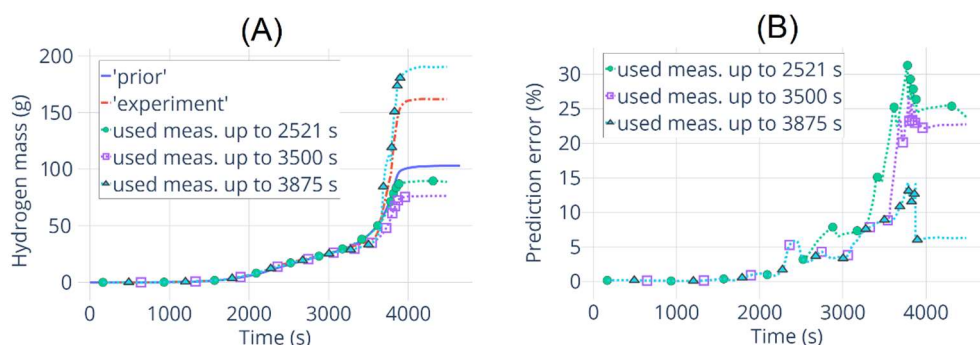 (A)
Hydrogen mass (g)
200
150
100
50
0
'prior'
'experiment'
used meas. up to 2521 s
used meas. up to 3500 s
used meas. up to 3875 s
0 1000 2000 3000 4000
Time (s)
(B)
Prediction error (%)
30
25
20
15
10
5
0
used meas. up to 2521 s
used meas. up to 3500 s
used meas. up to 3875 s
0 1000 2000 3000 4000
Time (s)